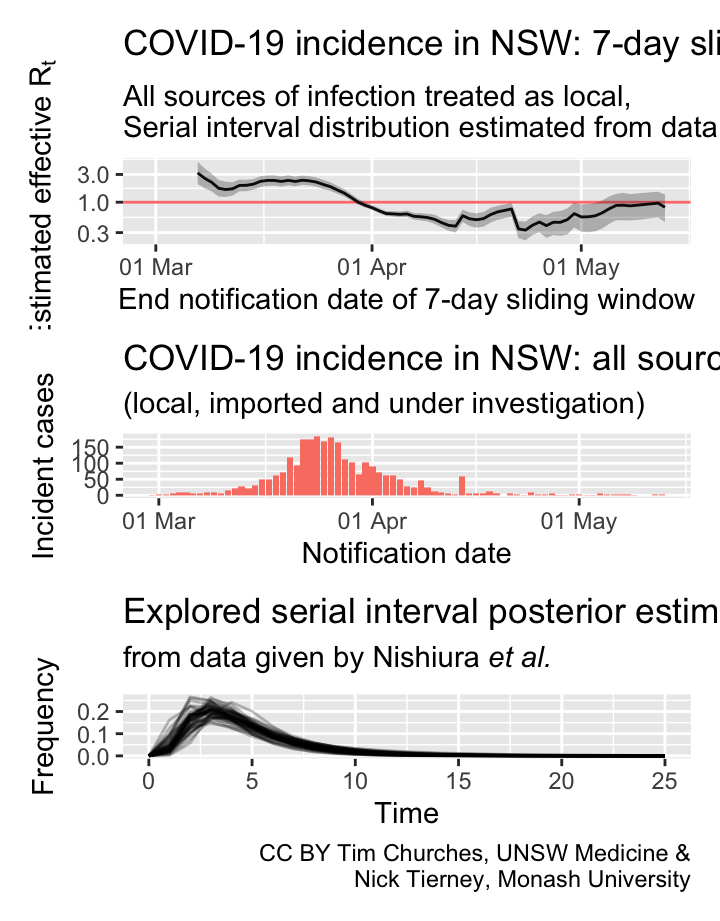 COVID-19 incidence in NSW: 7-day sli
All sources of infection treated as local,
Serial interval distribution estimated from data
stimated effective Rt
3.0
1.0
0.3
01 Mar 01 Apr 01 May
End notification date of 7-day sliding window
COVID-19 incidence in NSW: all sourc
(local, imported and under investigation)
Incident cases
150
100
50
0
01 Mar 01 Apr 01 May
Notification date
Explored serial interval posterior estim
from data given by Nishiura et al.
Frequency
0.2
0.1
0.0
0 5 10 15 20 25
Time
CC BY Tim Churches, UNSW Medicine &
Nick Tierney, Monash University